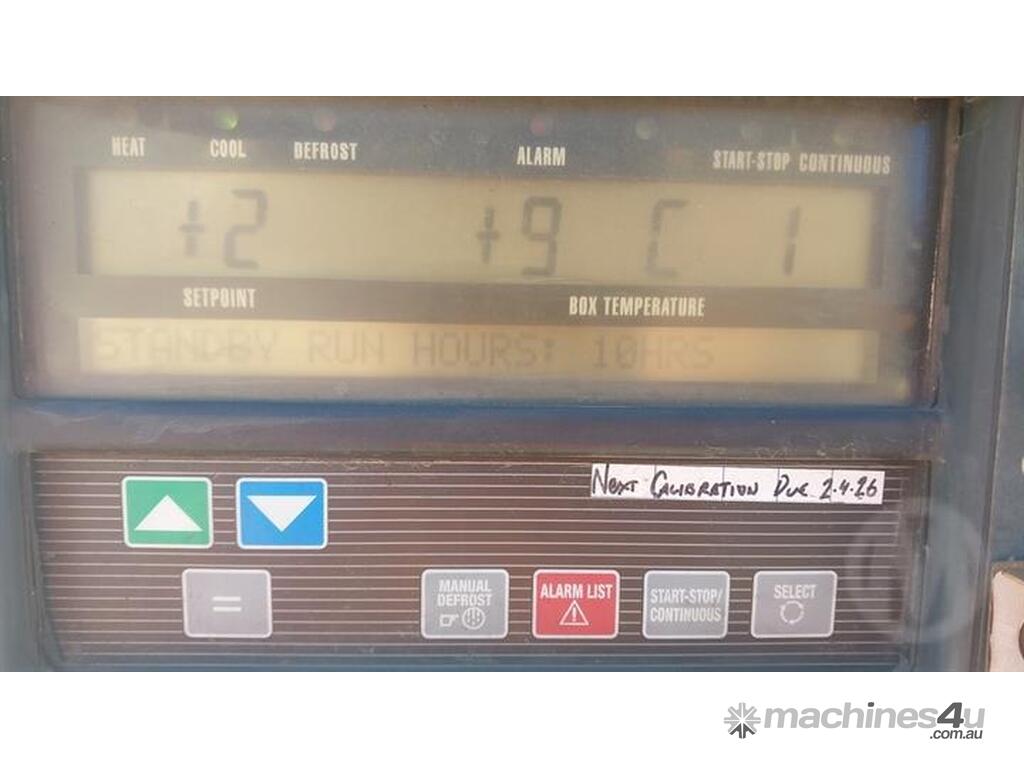 HEAT COOL DEFROST ALARM START-STOP CONTINUOUS
+2 +9 C 1
SETPOINT BOX TEMPERATURE
STANDBY RUN HOURS: 10HRS
NEXT CALIBRATION DUE 2.4.26
=
MANUAL DEFROST
ALARM LIST
START-STOP/ CONTINUOUS
SELECT
machines4u
.com.au